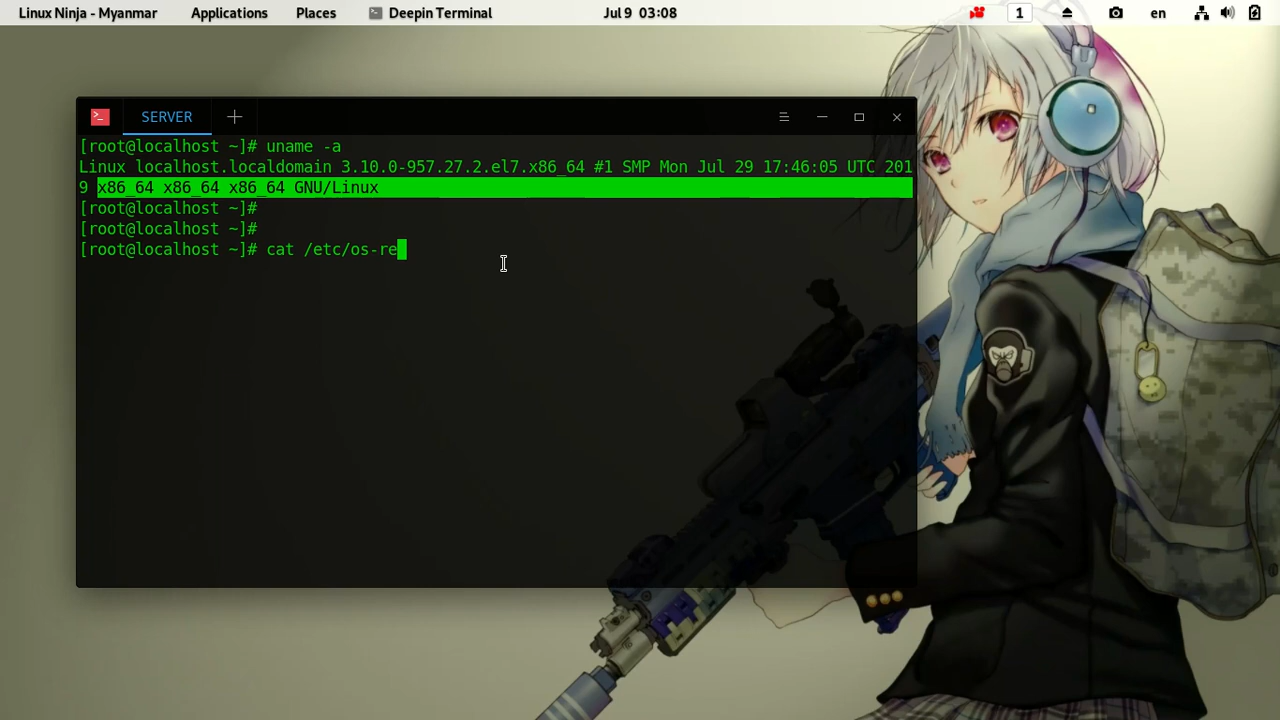 Linux Ninja - Myanmar Applications Places Deepin Terminal Jul 9 03:08 1 en
SERVER
[root@localhost ~]# uname -a
Linux localhost.localdomain 3.10.0-957.27.2.el7.x86_64 #1 SMP Mon Jul 29 17:46:05 UTC 201
9 x86_64 x86_64 x86_64 GNU/Linux
[root@localhost ~]#
[root@localhost ~]#
[root@localhost ~]# cat /etc/os-re